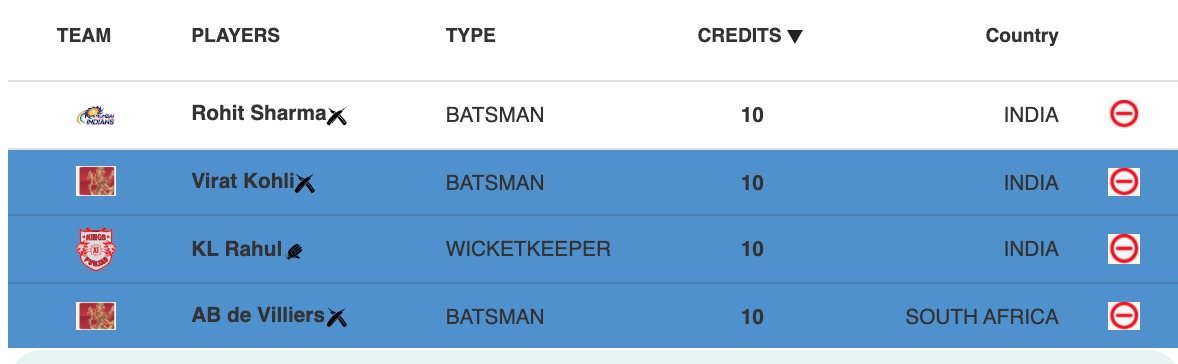 TEAM PLAYERS TYPE CREDITS ▼ Country
MUMBAI
INDIANS
Rohit Sharma BATSMAN 10 INDIA
Virat Kohli BATSMAN 10 INDIA
KINGS
XI
PUNJAB
KL Rahul WICKETKEEPER 10 INDIA
AB de Villiers BATSMAN 10 SOUTH AFRICA